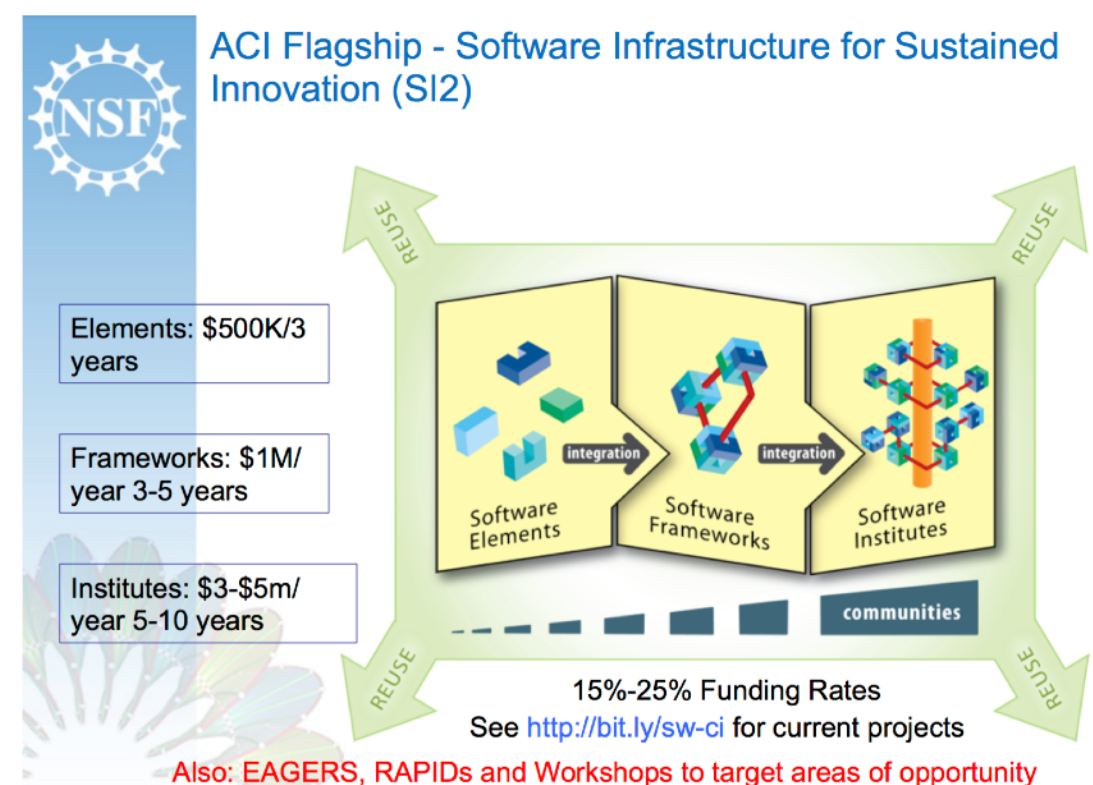 ACI Flagship - Software Infrastructure for Sustained
Innovation (SI2)
NSF
REUSE
REUSE
Elements: $500K/3
years
Frameworks: $1M/
year 3-5 years
Institutes: $3-$5m/
year 5-10 years
integration
integration
Software
Elements
Software
Frameworks
Software
Institutes
communities
REUSE
REUSE
15%-25% Funding Rates
See http://bit.ly/sw-ci for current projects
Also: EAGERS, RAPIDs and Workshops to target areas of opportunity